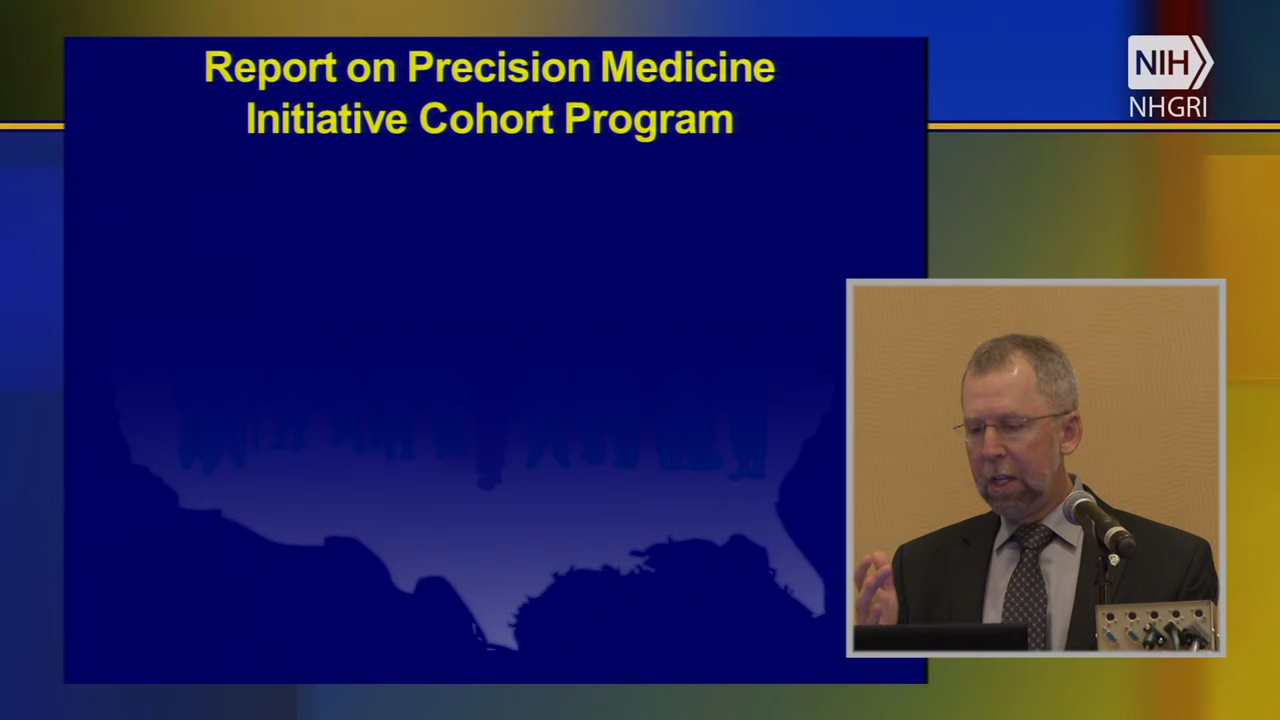 Report on Precision Medicine
Initiative Cohort Program
NIH
NHGRI